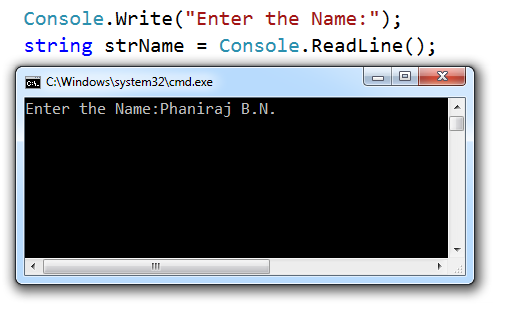 Console.Write("Enter the Name:");
string strName = Console.ReadLine();
C:\Windows\system32\cmd.exe
Enter the Name:Phaniraj B.N.